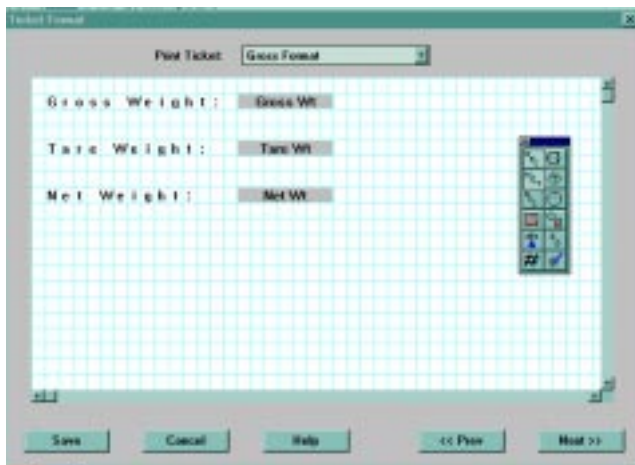 Ticket Format
Print Ticket: Gross Format
Gross Weight: Gross Wt
Tare Weight: Tare Wt
Net Weight: Net Wt
Save Cancel Help << Prev Next >>